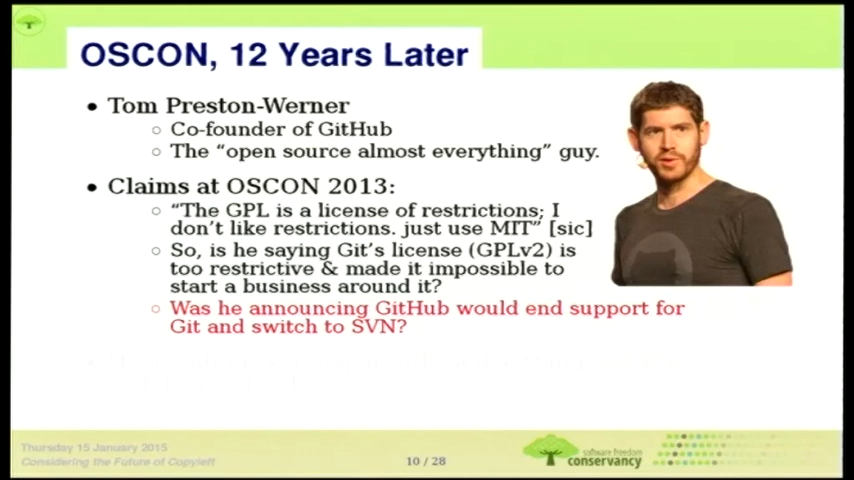 OSCON, 12 Years Later
• Tom Preston-Werner
○ Co-founder of GitHub
○ The “open source almost everything” guy.
• Claims at OSCON 2013:
○ “The GPL is a license of restrictions; I
don’t like restrictions. just use MIT” [sic]
○ So, is he saying Git’s license (GPLv2) is
too restrictive & made it impossible to
start a business around it?
○ Was he announcing GitHub would end support for
Git and switch to SVN?
Thursday 15 January 2015
Considering the Future of Copyleft
10 / 28
software freedom
conservancy